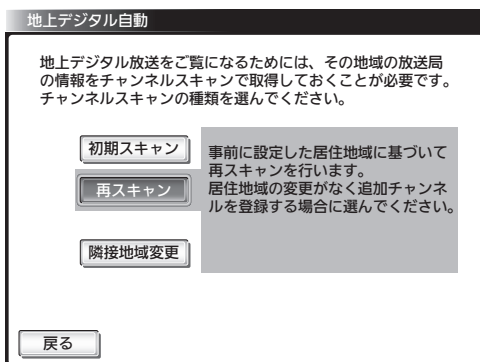 地上デジタル自動
地上デジタル放送をご覧になるためには、その地域の放送局
の情報をチャンネルスキャンで取得しておくことが必要です。
チャンネルスキャンの種類を選んでください。
初期スキャン
再スキャン
隣接地域変更
事前に設定した居住地域に基づいて
再スキャンを行います。
居住地域の変更がなく追加チャンネ
ルを登録する場合に選んでください。
戻る